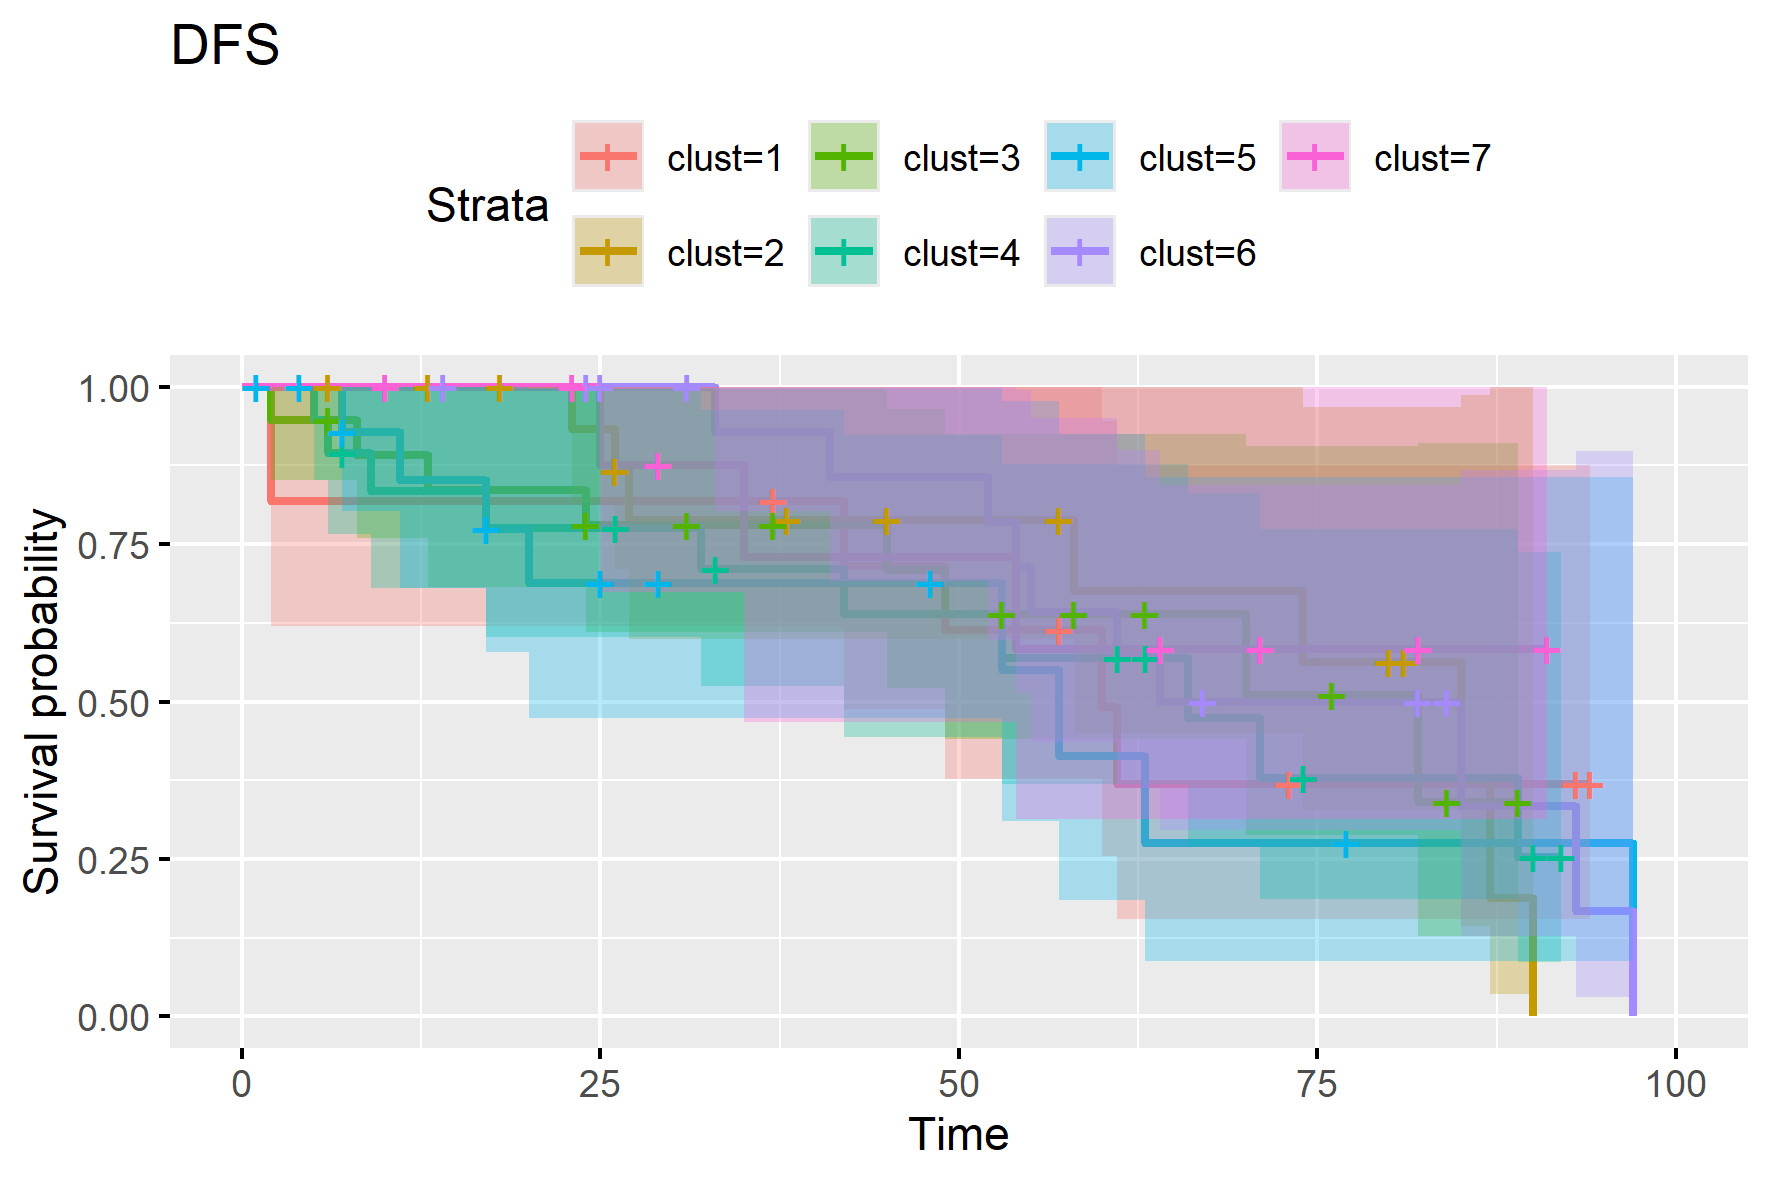 DFS
Strata
clust=1
clust=3
clust=5
clust=7
clust=2
clust=4
clust=6
Survival probability
1.00
0.75
0.50
0.25
0.00
0
25
50
75
100
Time